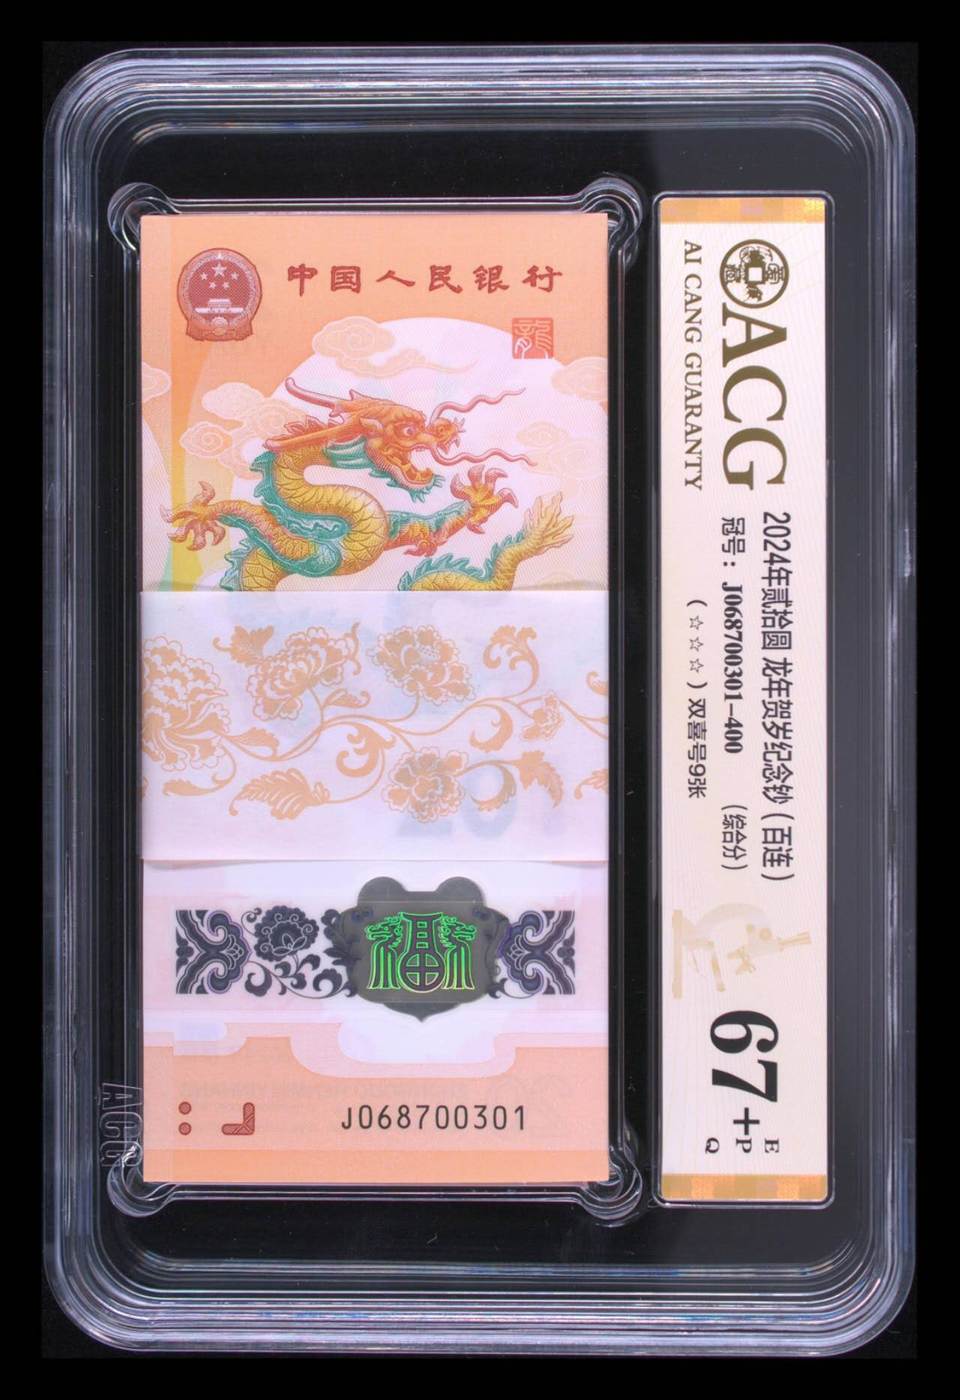 中国人民银行
龍
J068700301
ACG
ACG
AI CANG GUARANTY
2024年贰拾圆 龙年贺岁纪念钞（百连）
冠号：J068700301-400 （综合分）
（☆☆☆）双喜号9张
67+
E
P
Q